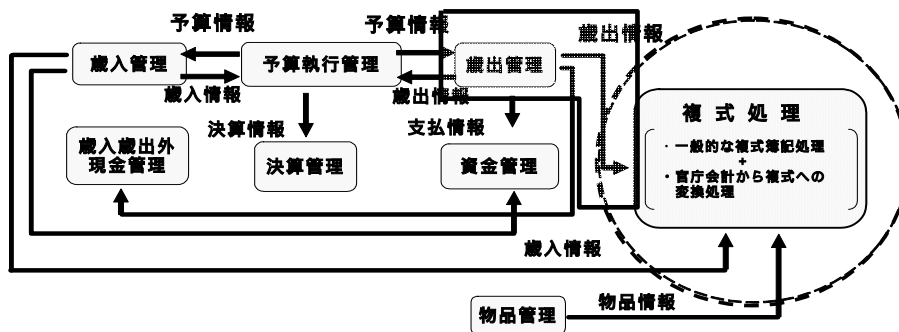 予算情報
予算情報
歳出情報
歳入管理
予算執行管理
歳出管理
歳入情報
歳出情報
複式処理
・一般的な複式簿記処理
+
・官庁会計から複式への
変換処理
決算情報
支払情報
歳入歳出外
現金管理
決算管理
資金管理
歳入情報
物品管理
物品情報